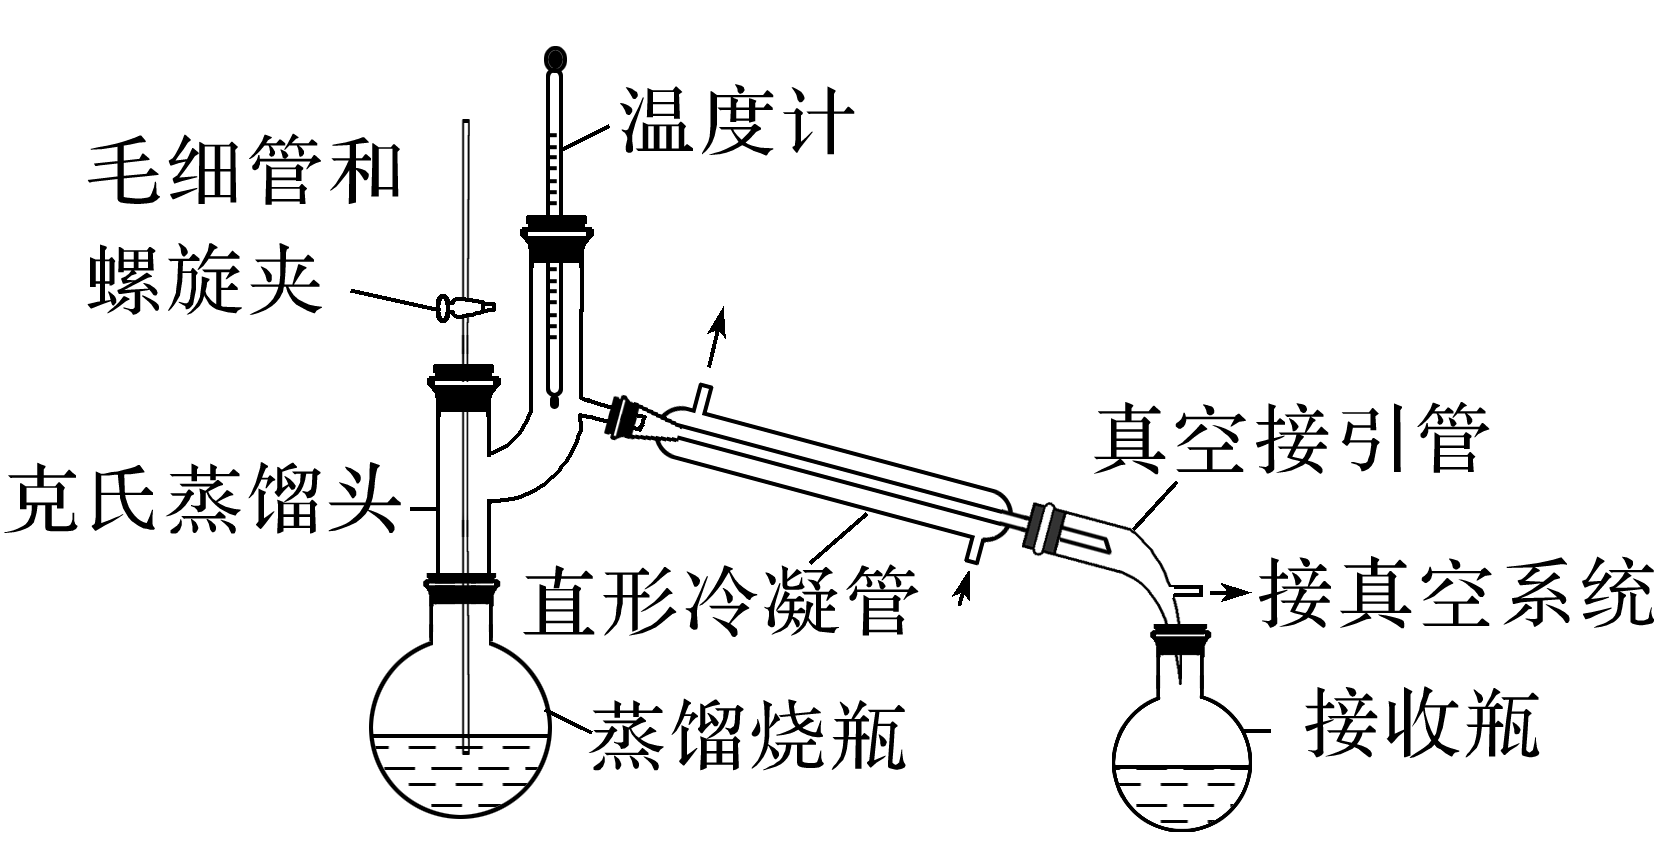 温度计
毛细管和
螺旋夹
真空接引管
克氏蒸馏头
直形冷凝管
接真空系统
蒸馏烧瓶
接收瓶